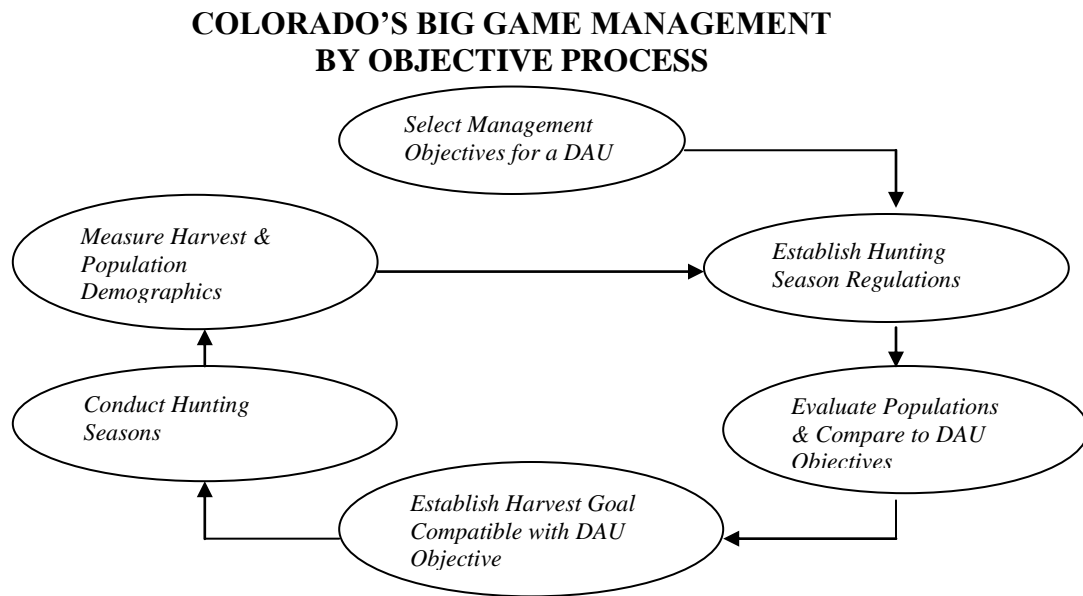 COLORADO’S BIG GAME MANAGEMENT
BY OBJECTIVE PROCESS
Select Management
Objectives for a DAU
Measure Harvest &
Population
Demographics
Establish Hunting
Season Regulations
Conduct Hunting
Seasons
Evaluate Populations
& Compare to DAU
Objectives
Establish Harvest Goal
Compatible with DAU
Objective